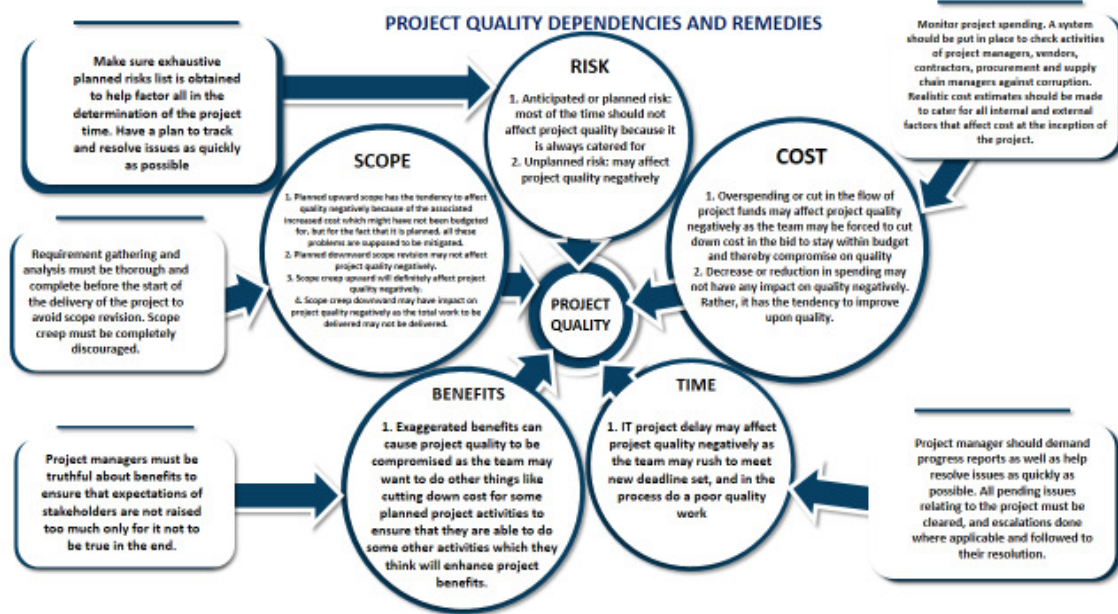 PROJECT QUALITY DEPENDENCIES AND REMEDIES
Make sure exhaustive
planned risks list is obtained
to help factor all in the
determination of the project
time. Have a plan to track
and resolve issues as quickly
as possible
RISK
1. Anticipated or planned risk:
most of the time should not
affect project quality because it
is always catered for
2. Unplanned risk: may affect
project quality negatively
Monitor project spending. A system
should be put in place to check activities
of project managers, vendors,
contractors, procurement and supply
chain managers against corruption.
Realistic cost estimates should be made
to cater for all internal and external
factors that affect cost at the inception of
the project.
SCOPE
1. Planned upward scope has the tendency to affect
quality negatively because of the associated
increased cost which might have not been budgeted
for, but for the fact that it is planned, all these
problems are supposed to be mitigated.
2. Planned downward scope revision may not affect
project quality negatively.
3. Scope creep upward will definitely affect project
quality negatively.
4. Scope creep downward may have impact on
project quality negatively as the total work to be
delivered may not be delivered.
COST
1. Overspending or cut in the flow of
project funds may affect project quality
negatively as the team may be forced to cut
down cost in the bid to stay within budget
and thereby compromise on quality
2. Decrease or reduction in spending may
not have any impact on quality negatively.
Rather, it has the tendency to improve
upon quality.
Requirement gathering and
analysis must be thorough and
complete before the start of
the delivery of the project to
avoid scope revision. Scope
creep must be completely
discouraged.
PROJECT
QUALITY
BENEFITS
1. Exaggerated benefits can
cause project quality to be
compromised as the team may
want to do other things like
cutting down cost for some
planned project activities to
ensure that they are able to do
some other activities which they
think will enhance project
benefits.
TIME
1. IT project delay may affect
project quality negatively as
the team may rush to meet
new deadline set, and in the
process do a poor quality
work
Project managers must be
truthful about benefits to
ensure that expectations of
stakeholders are not raised
too much only for it not to
be true in the end.
Project manager should demand
progress reports as well as help
resolve issues as quickly as
possible. All pending issues
relating to the project must be
cleared, and escalations done
where applicable and followed to
their resolution.